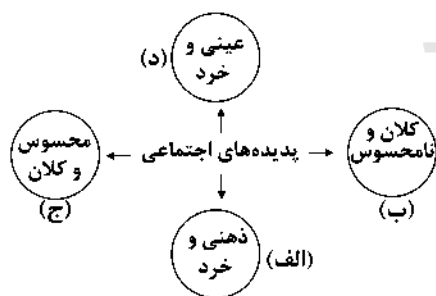 عینی و
خرد
(د)
کلان و
نامحسوس
(ب)
پدیده‌های اجتماعی
محسوس
و کلان
(ج)
ذهنی و
خرد
(الف)